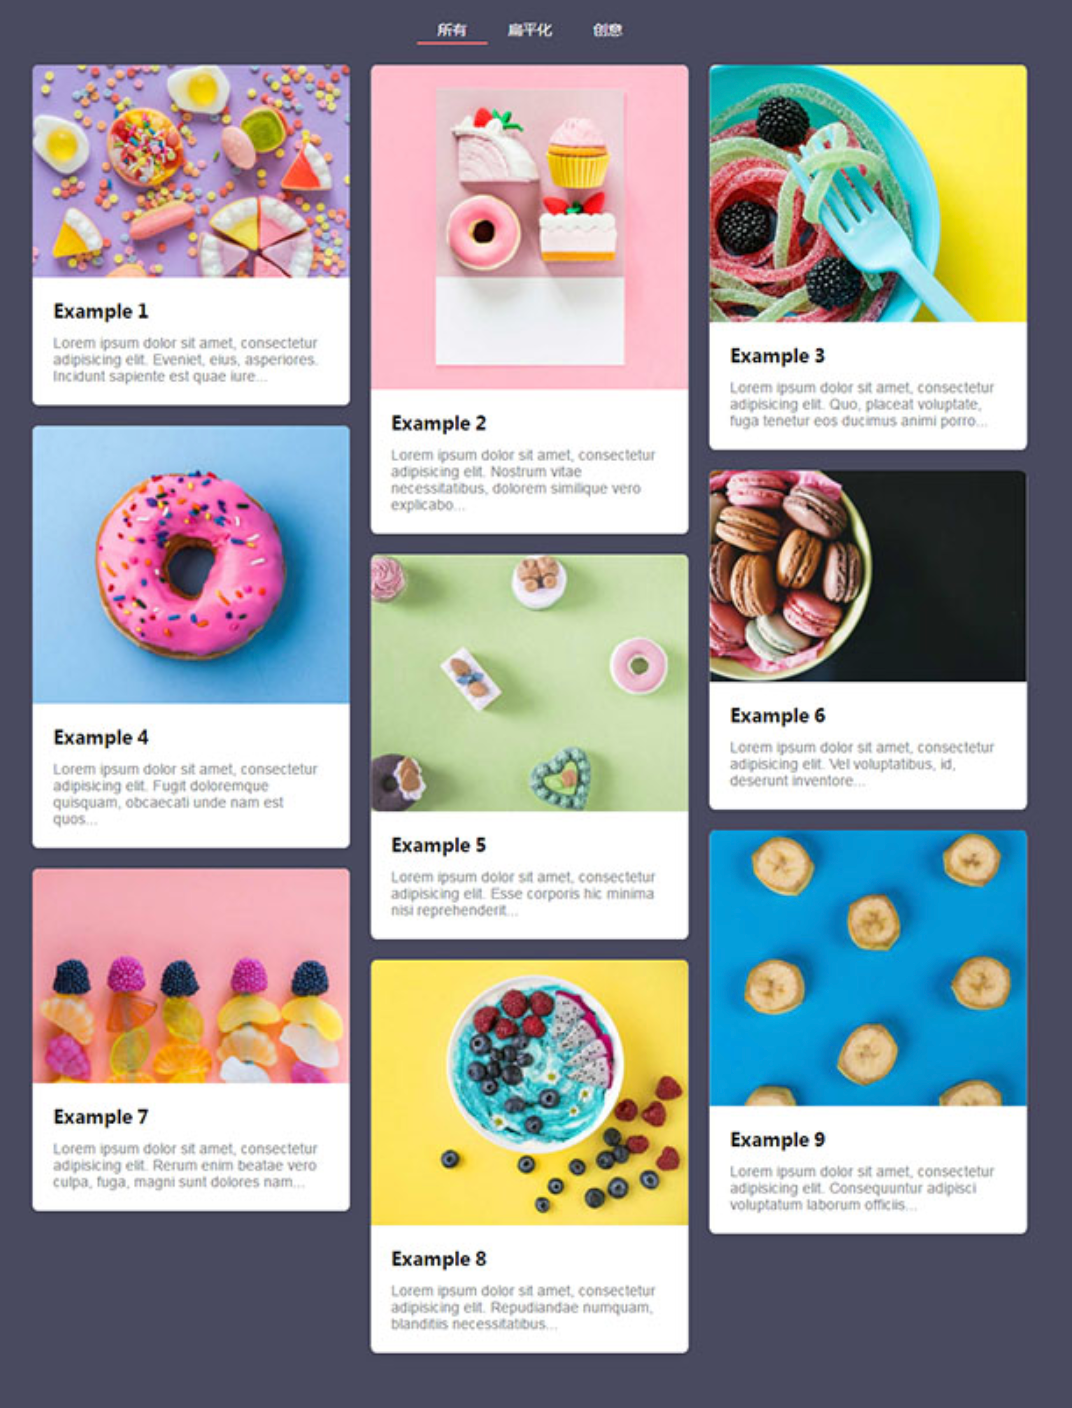 所有 扁平化 创意
Example 1
Lorem ipsum dolor sit amet, consectetur
adipisicing elit. Eveniet, eius, asperiores.
Incidunt sapiente est quae iure...
Example 2
Lorem ipsum dolor sit amet, consectetur
adipisicing elit. Nostrum vitae
necessitatibus, dolorem similique vero
explicabo...
Example 3
Lorem ipsum dolor sit amet, consectetur
adipisicing elit. Quo, placeat voluptate,
fuga tenetur eos ducimus animi porro...
Example 4
Lorem ipsum dolor sit amet, consectetur
adipisicing elit. Fugit doloremque
quisquam, obcaecati unde nam est
quos...
Example 5
Lorem ipsum dolor sit amet, consectetur
adipisicing elit. Esse corporis hic minima
nisi reprehenderit...
Example 6
Lorem ipsum dolor sit amet, consectetur
adipisicing elit. Vel voluptatibus, id,
deserunt inventore...
Example 7
Lorem ipsum dolor sit amet, consectetur
adipisicing elit. Rerum enim beatae vero
culpa, fuga, magni sunt dolores nam...
Example 8
Lorem ipsum dolor sit amet, consectetur
adipisicing elit. Repudiandae numquam,
blanditiis necessitatibus...
Example 9
Lorem ipsum dolor sit amet, consectetur
adipisicing elit. Consequuntur adipisci
voluptatum laborum officiis...